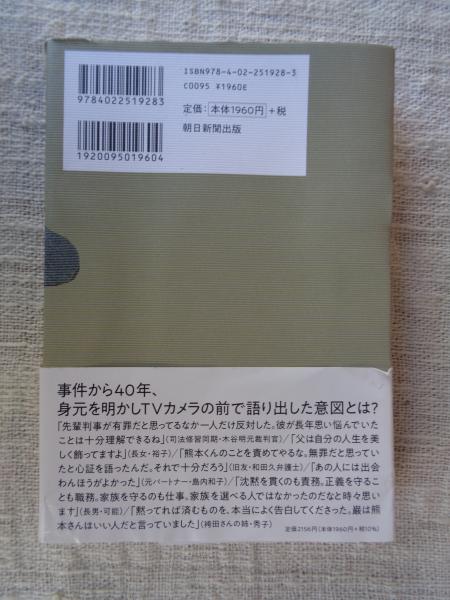 ISBN978-4-02-251928-3
C0095 ¥1960E
定価：本体1960円＋税
朝日新聞出版
9784022519283
1920095019604
事件から40年、
身元を明かしTVカメラの前で語り出した意図とは？
「先輩判事が有罪だと思ってるなか一人だけ反対した。彼が長年思い悩んでい
たことは十分理解できるね」（司法修習同期・木谷明元裁判官）／「父は自分の人生を美
しく飾ってますよ」（長女・裕子）／「熊本くんのことを責めてやるな。無罪だと思ってい
たと心証を語ったんだ。それで十分だろう」（旧友・和田久弁護士）／「あの人には出会
わんほうがよかった」（元パートナー・島内和子）／「沈黙を貫くのも責務。正義を守るこ
とも職務。家族を守るのも仕事。家族を選べる人ではなかったのだなと時々思い
ます」（長男・可能）／「黙ってれば済むものを、本当によく告白してくださった。巖は熊
本さんはいい人だと言っていました」（袴田さんの姉・秀子）
定価2156円（本体1960円＋税10%）